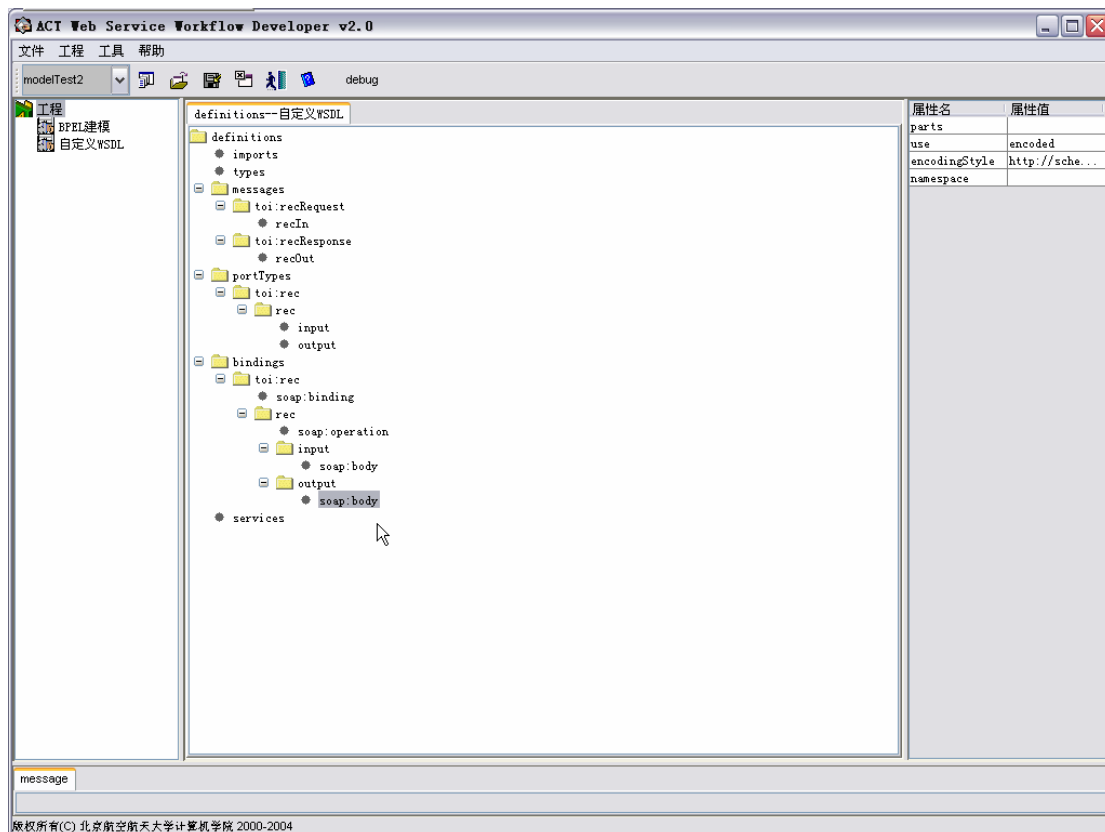 ACT Web Service Workflow Developer v2.0
文件 工程 工具 帮助
modelTest2 debug
工程
BPEL建模
自定义WSDL
definitions--自定义WSDL
definitions
imports
types
messages
toi:recRequest
recIn
toi:recResponse
recOut
portTypes
toi:rec
rec
input
output
bindings
toi:rec
soap:binding
rec
soap:operation
input
soap:body
output
soap:body
services
属性名 属性值
parts
use encoded
encodingStyle http://sche...
namespace
message
版权所有(C) 北京航空航天大学计算机学院 2000-2004